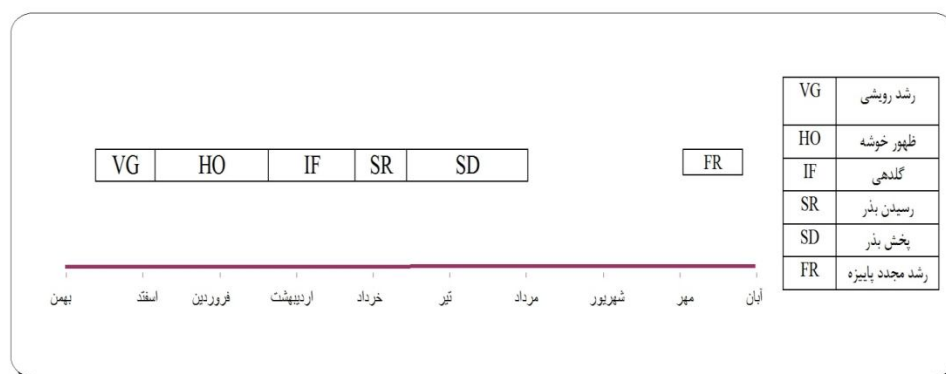 VG HO IF SR SD FR
بهمن اسفند فروردین اردیبهشت خرداد تیر مرداد شهریور مهر آبان
VG رشد رویشی
HO ظهور خوشه
IF گلدهی
SR رسیدن بذر
SD پخش بذر
FR رشد مجدد پاییزه